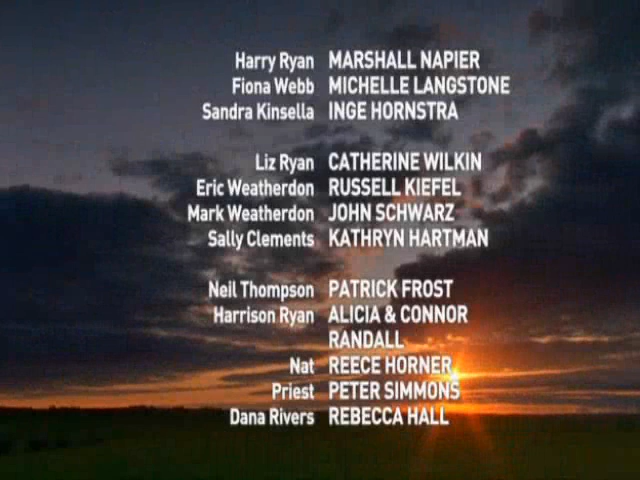 Harry Ryan MARSHALL NAPIER
Fiona Webb MICHELLE LANGSTONE
Sandra Kinsella INGE HORNSTRA
Liz Ryan CATHERINE WILKIN
Eric Weatherdon RUSSELL KIEFEL
Mark Weatherdon JOHN SCHWARZ
Sally Clements KATHRYN HARTMAN
Neil Thompson PATRICK FROST
Harrison Ryan ALICIA & CONNOR
RANDALL
Nat REECE HORNER
Priest PETER SIMMONS
Dana Rivers REBECCA HALL